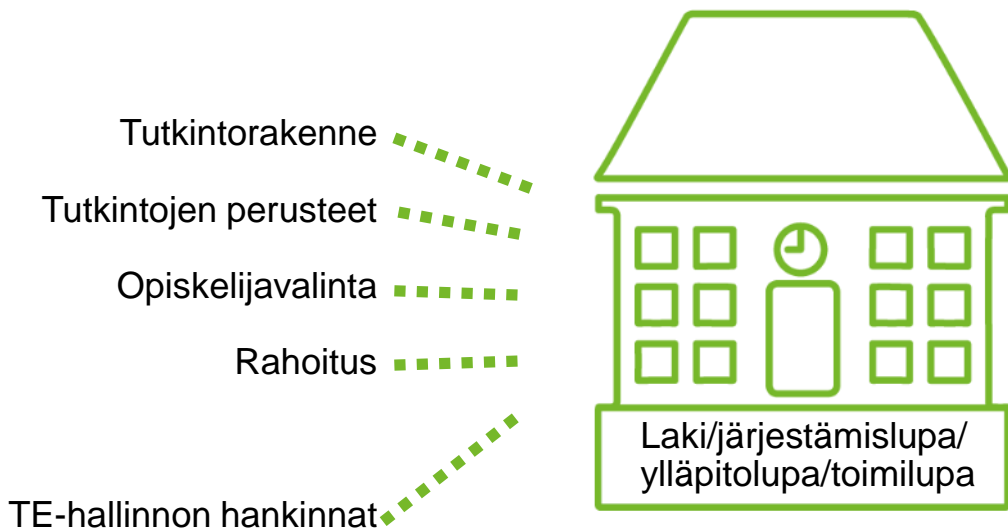 Tutkintorakenne
Tutkintojen perusteet
Opiskelijavalinta
Rahoitus
TE-hallinnon hankinnat
Laki/järjestämislupa/
ylläpitolupa/toimilupa